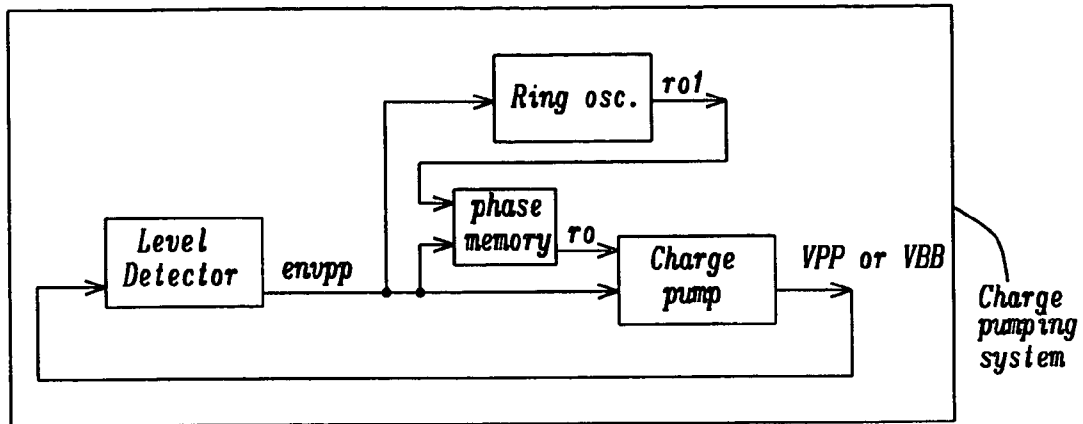 Ring osc.
ro1
phase
memory
ro
Level
Detector
envpp
Charge
pump
VPP or VBB
Charge
pumping
system